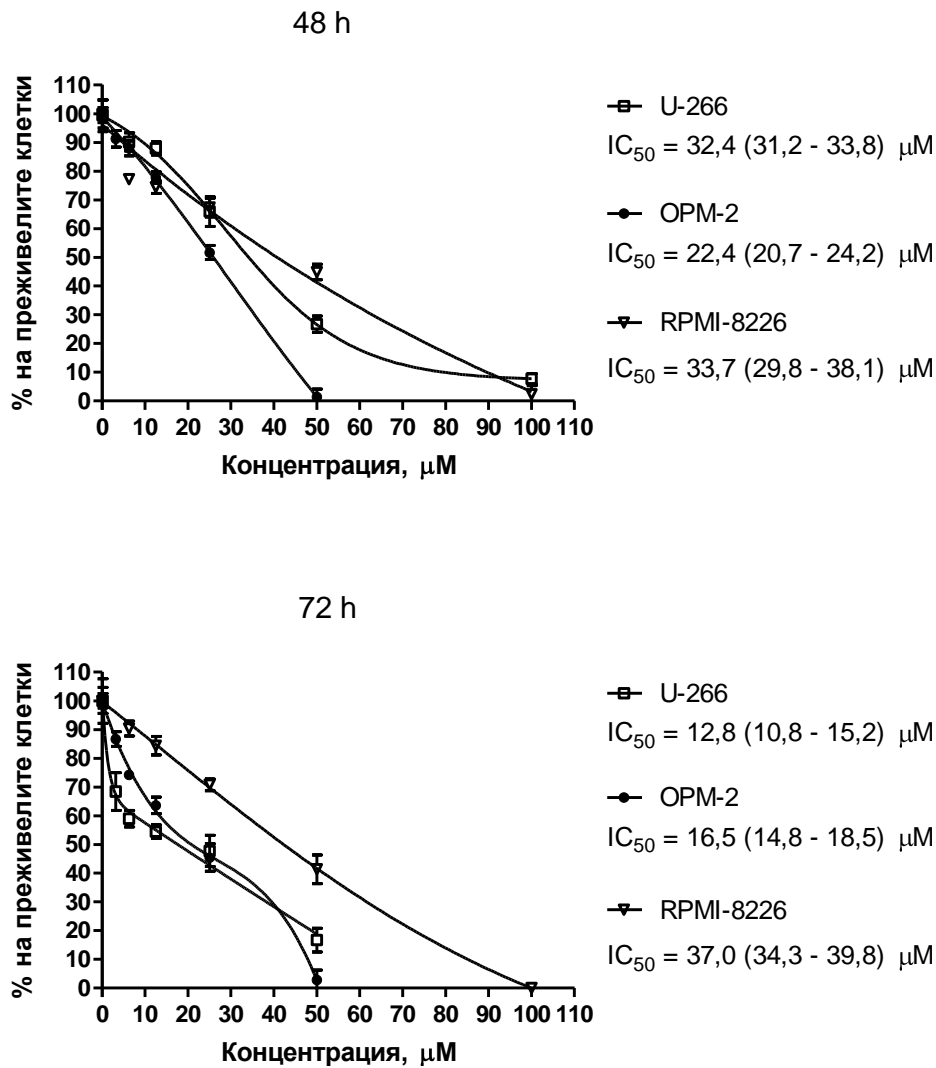 48 h
% на преживелите клетки
110
100
90
80
70
60
50
40
30
20
10
0
0 10 20 30 40 50 60 70 80 90 100 110
Концентрация, μM
U-266
IC50 = 32,4 (31,2 - 33,8) μM
OPM-2
IC50 = 22,4 (20,7 - 24,2) μM
RPMI-8226
IC50 = 33,7 (29,8 - 38,1) μM
72 h
% на преживелите клетки
110
100
90
80
70
60
50
40
30
20
10
0
0 10 20 30 40 50 60 70 80 90 100 110
Концентрация, μM
U-266
IC50 = 12,8 (10,8 - 15,2) μM
OPM-2
IC50 = 16,5 (14,8 - 18,5) μM
RPMI-8226
IC50 = 37,0 (34,3 - 39,8) μM